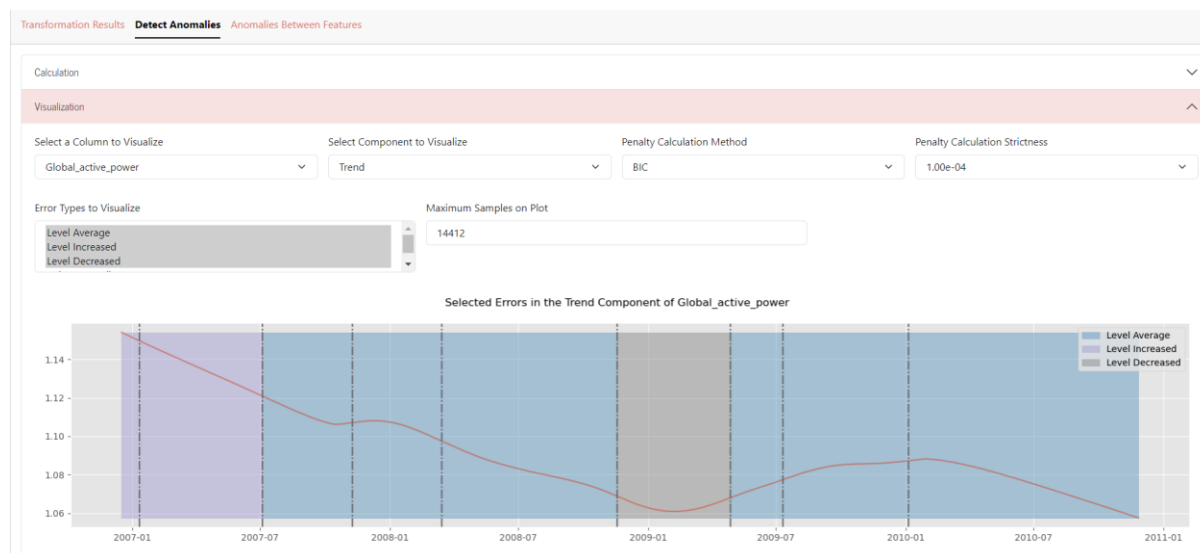 Transformation Results Detect Anomalies Anomalies Between Features
Calculation
Visualization
Select a Column to Visualize Select Component to Visualize Penalty Calculation Method Penalty Calculation Strictness
Global_active_power Trend BIC 1.00e-04
Error Types to Visualize Maximum Samples on Plot
Level Average 14412
Level Increased
Level Decreased
Selected Errors in the Trend Component of Global_active_power
Level Average
Level Increased
Level Decreased
1.14
1.12
1.10
1.08
1.06
2007-01 2007-07 2008-01 2008-07 2009-01 2009-07 2010-01 2010-07 2011-01